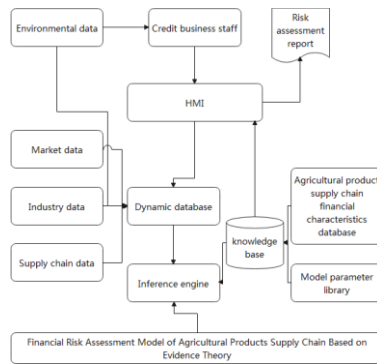 Environmental data
Credit business staff
Risk
assessment
report
HMI
Market data
Industry data
Supply chain data
Dynamic database
knowledge
base
Agricultural product
supply chain
financial
characteristics
database
Inference engine
Model parameter
library
Financial Risk Assessment Model of Agricultural Products Supply Chain Based on
Evidence Theory